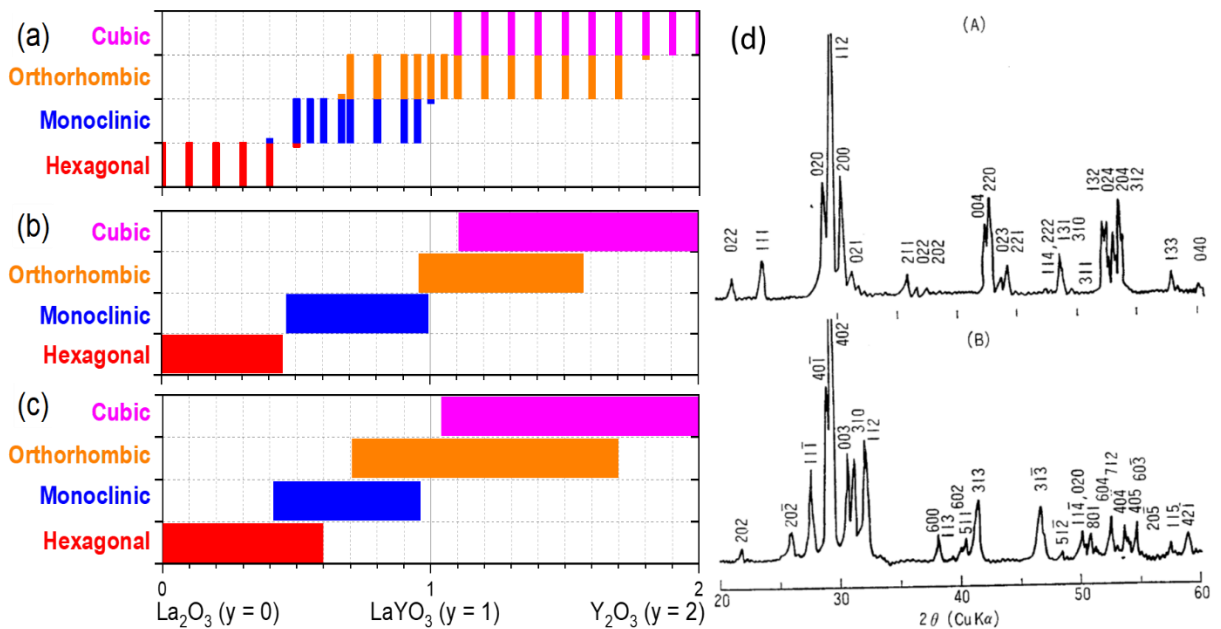 (a)
Cubic
Orthorhombic
Monoclinic
Hexagonal
(b)
Cubic
Orthorhombic
Monoclinic
Hexagonal
(c)
Cubic
Orthorhombic
Monoclinic
Hexagonal
0 1 2
La₂O₃ (y = 0) LaYO₃ (y = 1) Y₂O₃ (y = 2)
(d)
(A)
022
111
020
112
200
021
211
022
202
004
220
023
221
114, 222
131
310
311
132
024
204
312
133
040
(B)
202
202̄
111̄
401̄
402
003
310
112
600
1̄13
602
511
313
313̄
512̄
114̄, 020
801
604
712
404
405
603̄
2̄05
115
421
20 30 40 50 60
2θ (CuKα)